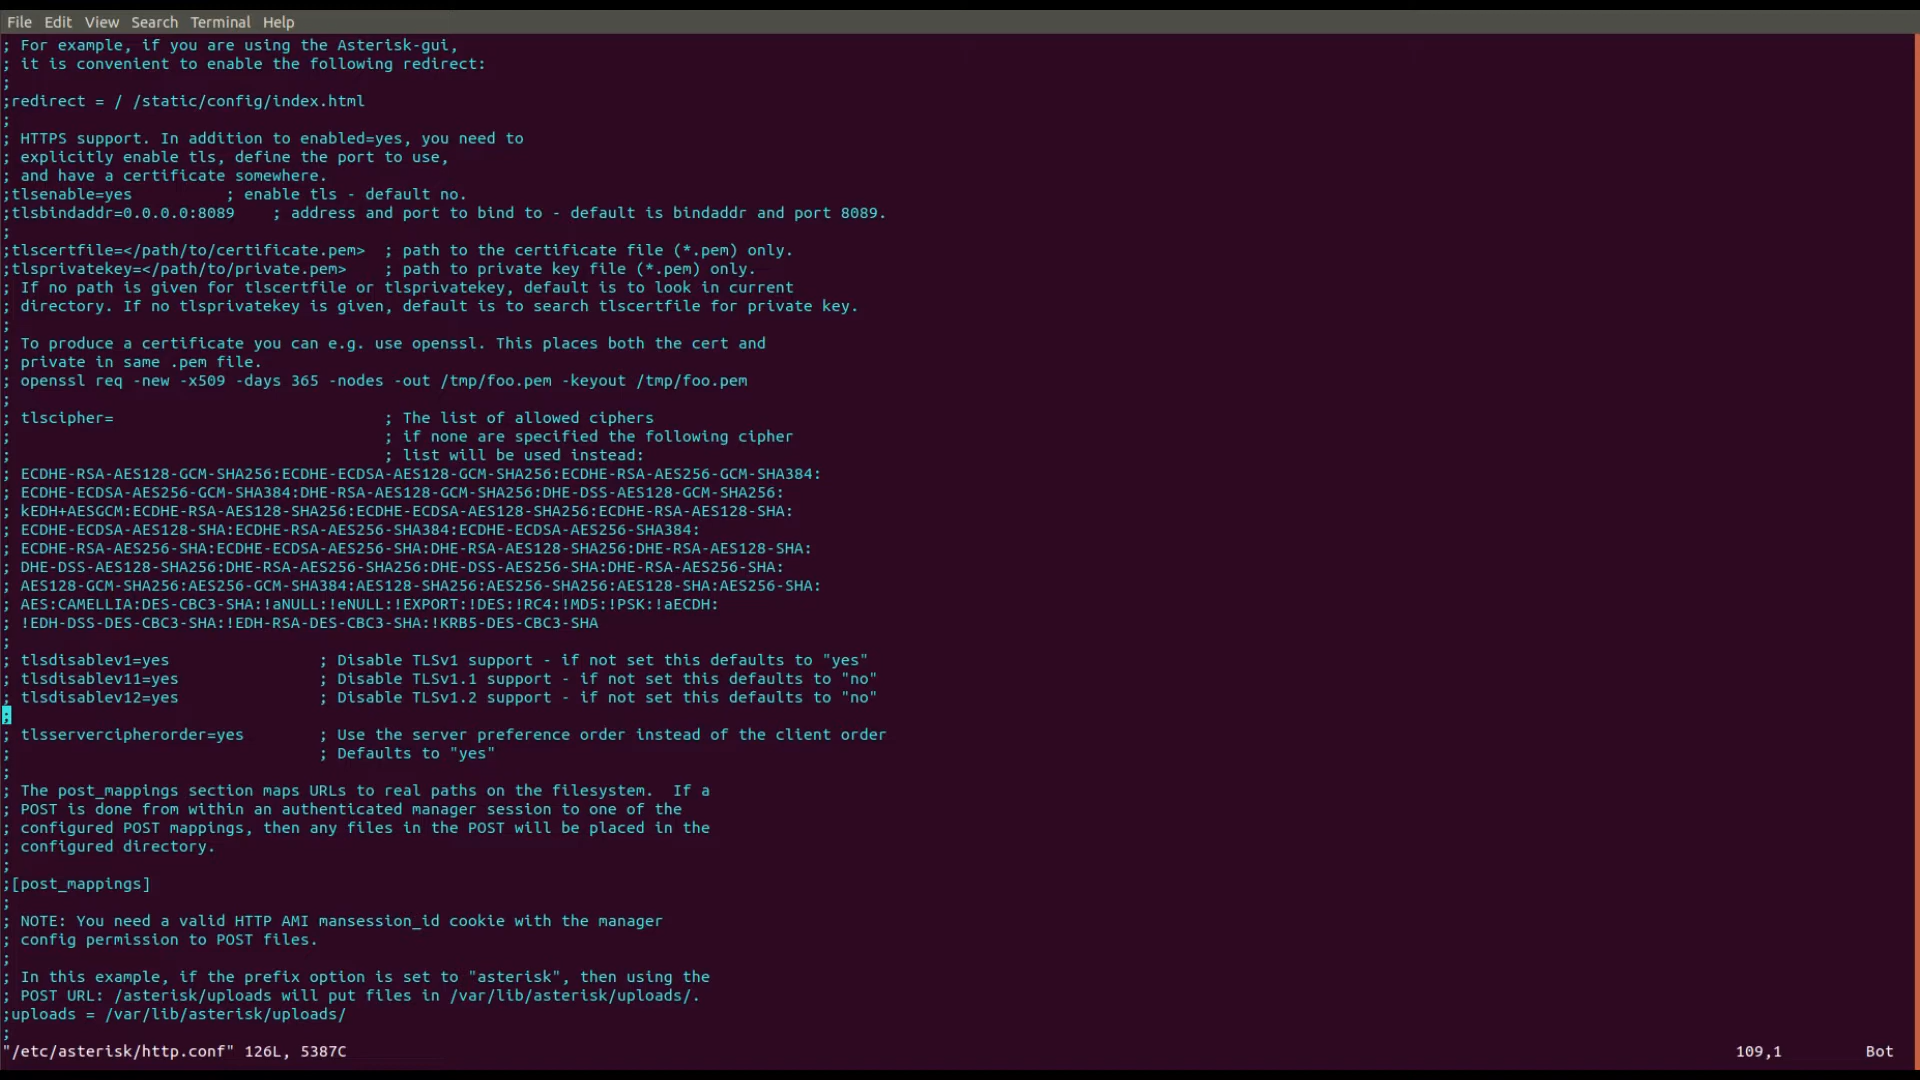 File Edit View Search Terminal Help
; For example, if you are using the Asterisk-gui,
; it is convenient to enable the following redirect:
;
;redirect = / /static/config/index.html
;
; HTTPS support. In addition to enabled=yes, you need to
; explicitly enable tls, define the port to use,
; and have a certificate somewhere.
;tlsenable=yes          ; enable tls - default no.
;tlsbindaddr=0.0.0.0:8089    ; address and port to bind to - default is bindaddr and port 8089.
;
;tlscertfile=</path/to/certificate.pem>  ; path to the certificate file (*.pem) only.
;tlsprivatekey=</path/to/private.pem>    ; path to private key file (*.pem) only.
; If no path is given for tlscertfile or tlsprivatekey, default is to look in current
; directory. If no tlsprivatekey is given, default is to search tlscertfile for private key.
;
; To produce a certificate you can e.g. use openssl. This places both the cert and
; private in same .pem file.
; openssl req -new -x509 -days 365 -nodes -out /tmp/foo.pem -keyout /tmp/foo.pem
;
; tlscipher=                             ; The list of allowed ciphers
;                                        ; if none are specified the following cipher
;                                        ; list will be used instead:
; ECDHE-RSA-AES128-GCM-SHA256:ECDHE-ECDSA-AES128-GCM-SHA256:ECDHE-RSA-AES256-GCM-SHA384:
; ECDHE-ECDSA-AES256-GCM-SHA384:DHE-RSA-AES128-GCM-SHA256:DHE-DSS-AES128-GCM-SHA256:
; kEDH+AESGCM:ECDHE-RSA-AES128-SHA256:ECDHE-ECDSA-AES128-SHA256:ECDHE-RSA-AES128-SHA:
; ECDHE-ECDSA-AES128-SHA:ECDHE-RSA-AES256-SHA384:ECDHE-ECDSA-AES256-SHA384:
; ECDHE-RSA-AES256-SHA:ECDHE-ECDSA-AES256-SHA:DHE-RSA-AES128-SHA256:DHE-RSA-AES128-SHA:
; DHE-DSS-AES128-SHA256:DHE-RSA-AES256-SHA256:DHE-DSS-AES256-SHA:DHE-RSA-AES256-SHA:
; AES128-GCM-SHA256:AES256-GCM-SHA384:AES128-SHA256:AES256-SHA256:AES128-SHA:AES256-SHA:
; AES:CAMELLIA:DES-CBC3-SHA:!aNULL:!eNULL:!EXPORT:!DES:!RC4:!MD5:!PSK:!aECDH:
; !EDH-DSS-DES-CBC3-SHA:!EDH-RSA-DES-CBC3-SHA:!KRB5-DES-CBC3-SHA
;
; tlsdisablev1=yes                ; Disable TLSv1 support - if not set this defaults to "yes"
; tlsdisablev11=yes               ; Disable TLSv1.1 support - if not set this defaults to "no"
; tlsdisablev12=yes               ; Disable TLSv1.2 support - if not set this defaults to "no"
;
; tlsservercipherorder=yes        ; Use the server preference order instead of the client order
;                                 ; Defaults to "yes"
;
; The post_mappings section maps URLs to real paths on the filesystem.  If a
; POST is done from within an authenticated manager session to one of the
; configured POST mappings, then any files in the POST will be placed in the
; configured directory.
;
;[post_mappings]
;
; NOTE: You need a valid HTTP AMI mansession_id cookie with the manager
; config permission to POST files.
;
; In this example, if the prefix option is set to "asterisk", then using the
; POST URL: /asterisk/uploads will put files in /var/lib/asterisk/uploads/.
;uploads = /var/lib/asterisk/uploads/
;
"/etc/asterisk/http.conf" 126L, 5387C          109,1          Bot